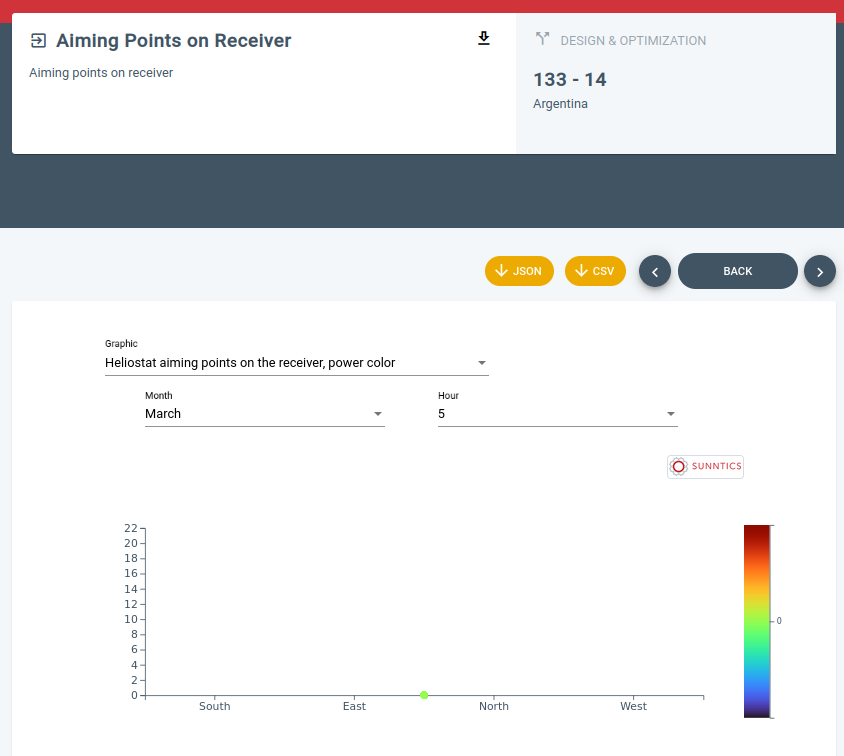 Aiming Points on Receiver
Aiming points on receiver
DESIGN & OPTIMIZATION
133 - 14
Argentina
JSON
CSV
BACK
Graphic
Heliostat aiming points on the receiver, power color
Month
March
Hour
5
SUNNTICS
22
20
18
16
14
12
10
8
6
4
2
0
South
East
North
West
0